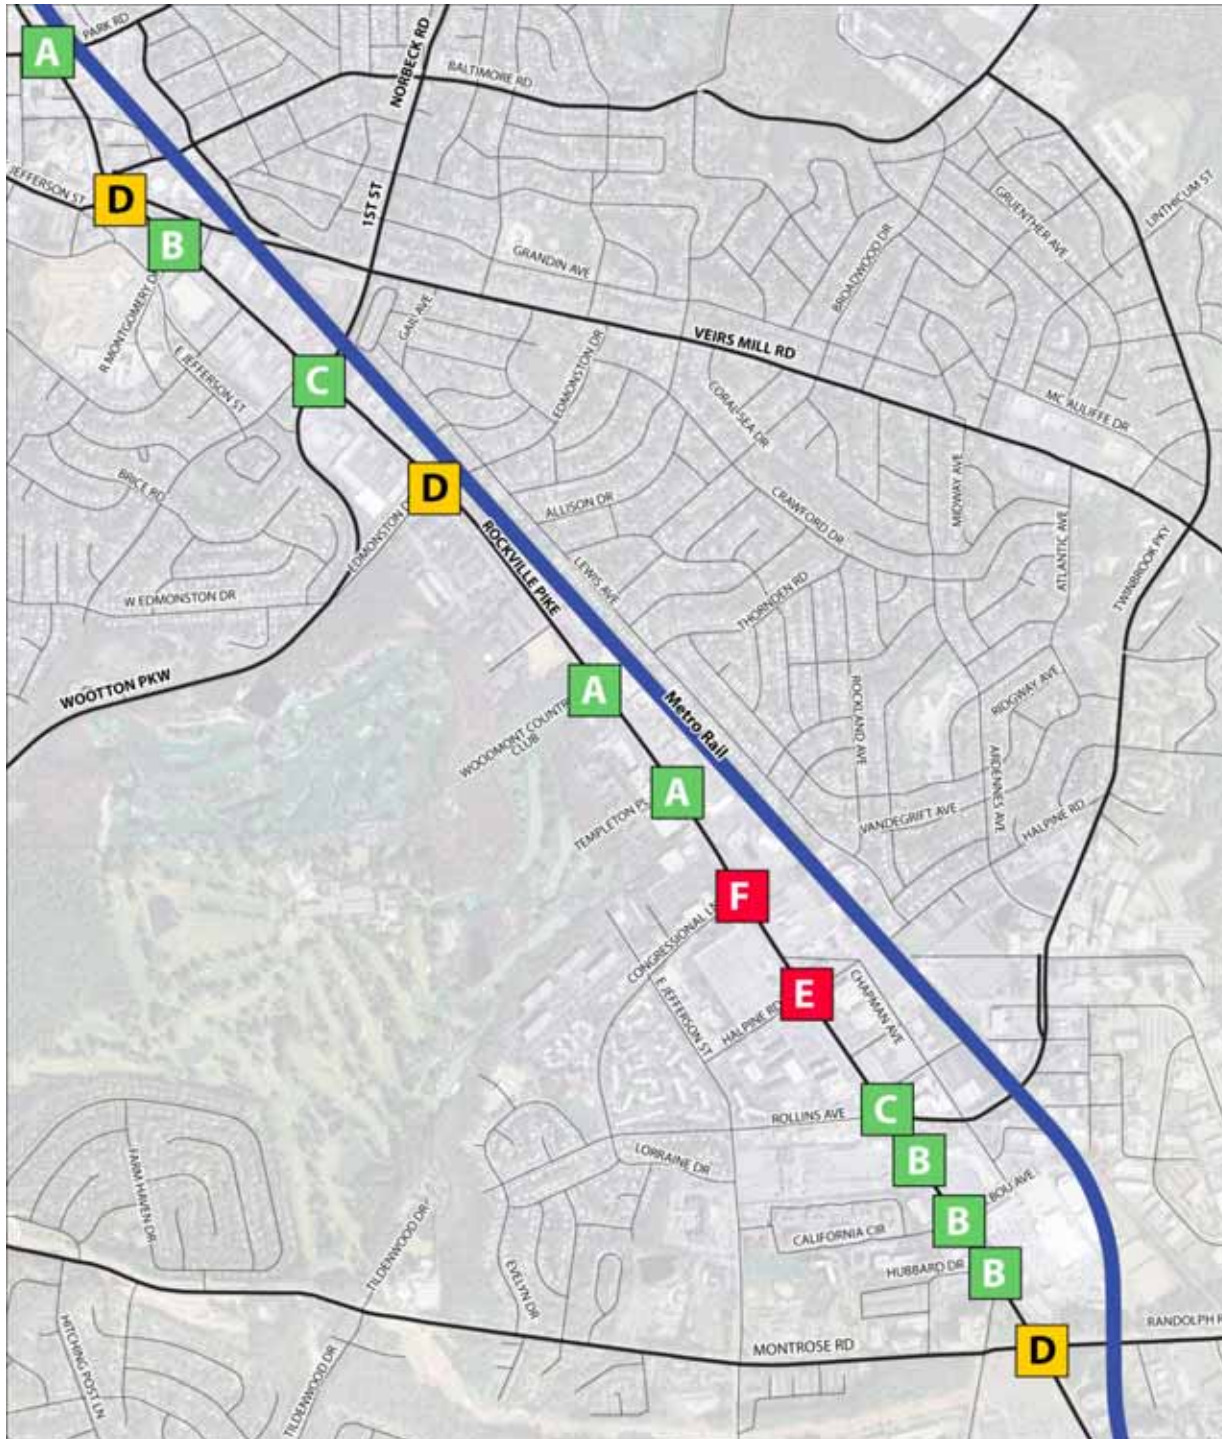 PARK RD
A
NORBECK RD
BALTIMORE RD
JEFFERSON ST
D
1ST ST
GRUENTHER AVE
LINTHICUM ST
B
GRANDIN AVE
BROADWOOD DR
R MONTGOMERY D
GAIL AVE
VEIRS MILL RD
E JEFFERSON ST
C
EDMONSTON DR
CORAL SEA DR
MC AULIFFE DR
BRICE RD
D
ALLISON DR
MIDWAY AVE
CRAWFORD DR
EDMONSTON D
ROCKVILLE PIKE
ATLANTIC AVE
TWINBROOK PKY
LEWIS AVE
THORNDEN RD
W EDMONSTON DR
WOOTTON PKW
A
WOODMONT COUNTR
CLUB
Metro Rail
ROCKLAND AVE
RIDGWAY AVE
ARDENNES AVE
A
TEMPLETON PL
VANDEGRIFT AVE
HALPINE RD
F
CONGRESSIONAL LN
E
E JEFFERSON ST
HALPINE RD
CHAPMAN AVE
C
ROLLINS AVE
B
LORRAINE DR
FARM HAVEN DR
BOU AVE
B
CALIFORNIA CIR
TILDENWOOD DR
EVELYN DR
HUBBARD DR
B
HITCHING POST LN
TILDENWOOD DR
MONTROSE RD
D
RANDOLPH R